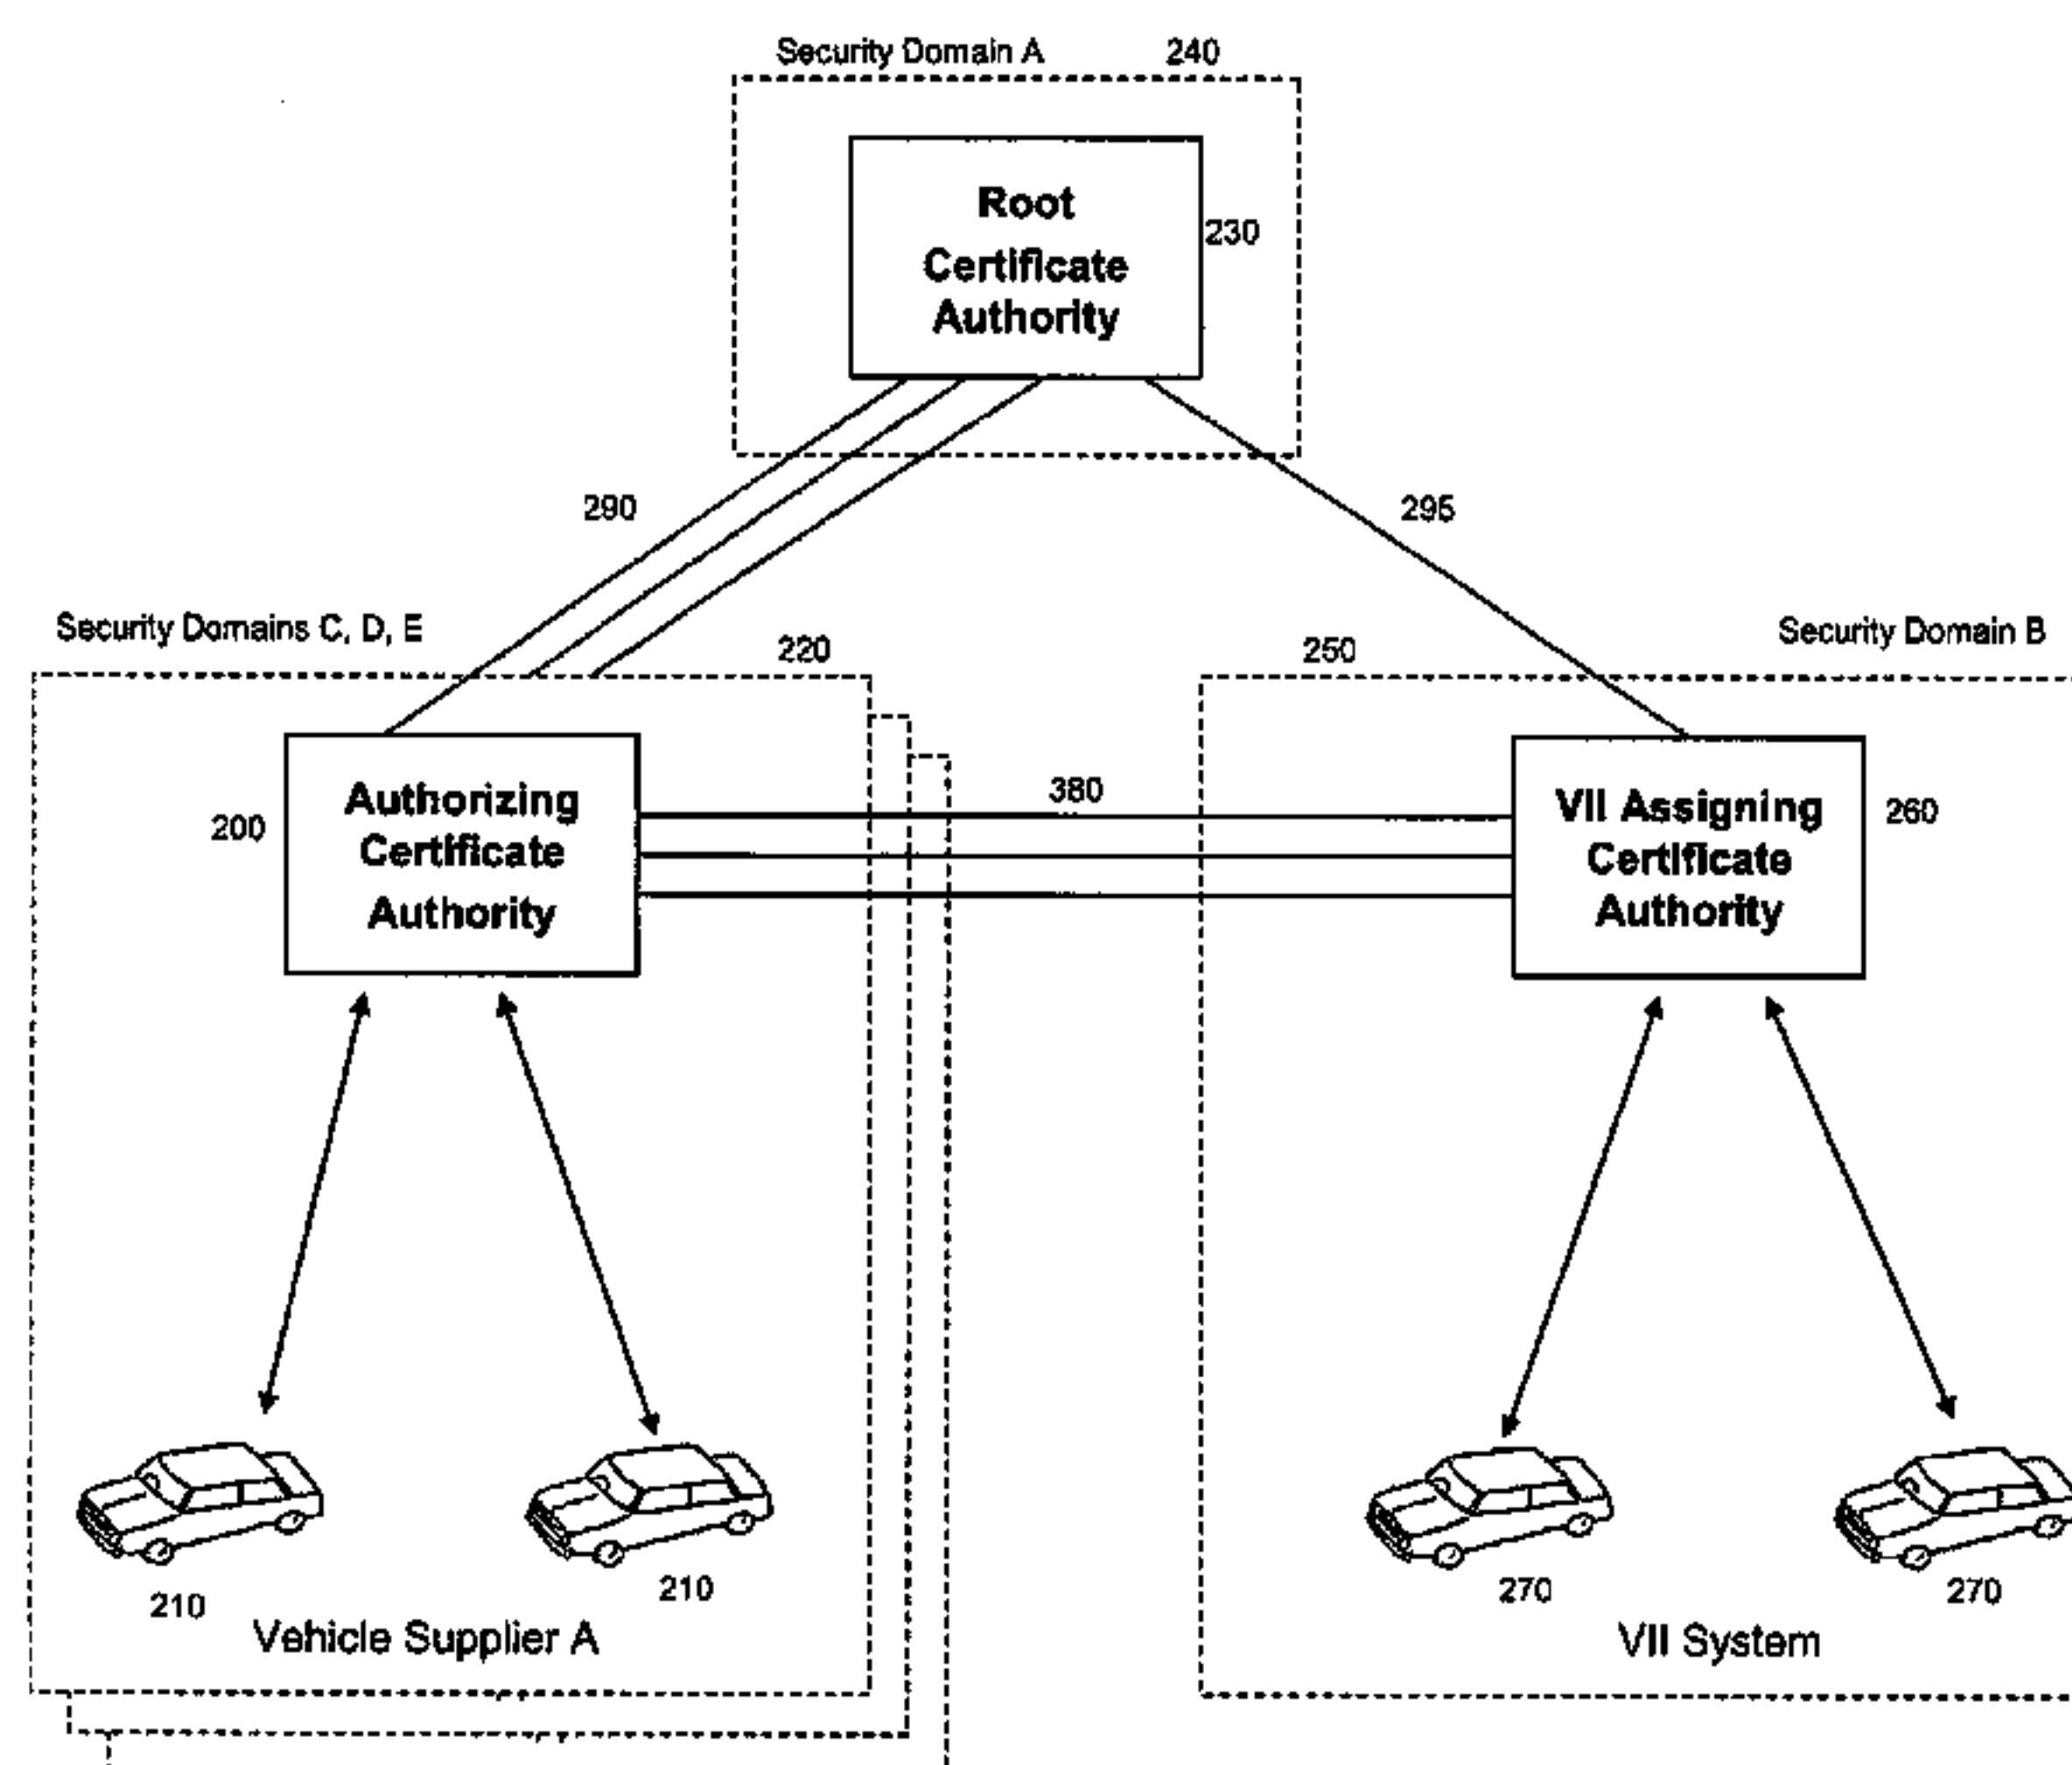 Security Domain A 240
Root
Certificate
Authority
230
290
295
Security Domains C, D, E
220
250
Security Domain B
200
Authorizing
Certificate
Authority
380
VII Assigning
Certificate
Authority
260
210
210
Vehicle Supplier A
270
270
VII System